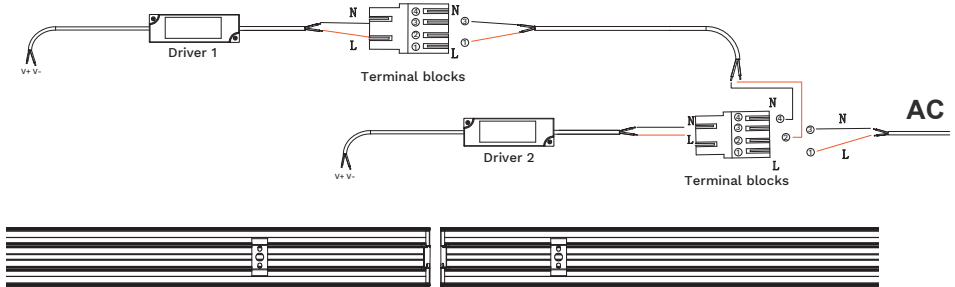 N
N
④
③
③
②
L
①
L
①
Driver 1
V+ V-
Terminal blocks
N
AC
N
④
④
③
N
③
L
②
②
①
①
L
L
Driver 2
V+ V-
Terminal blocks